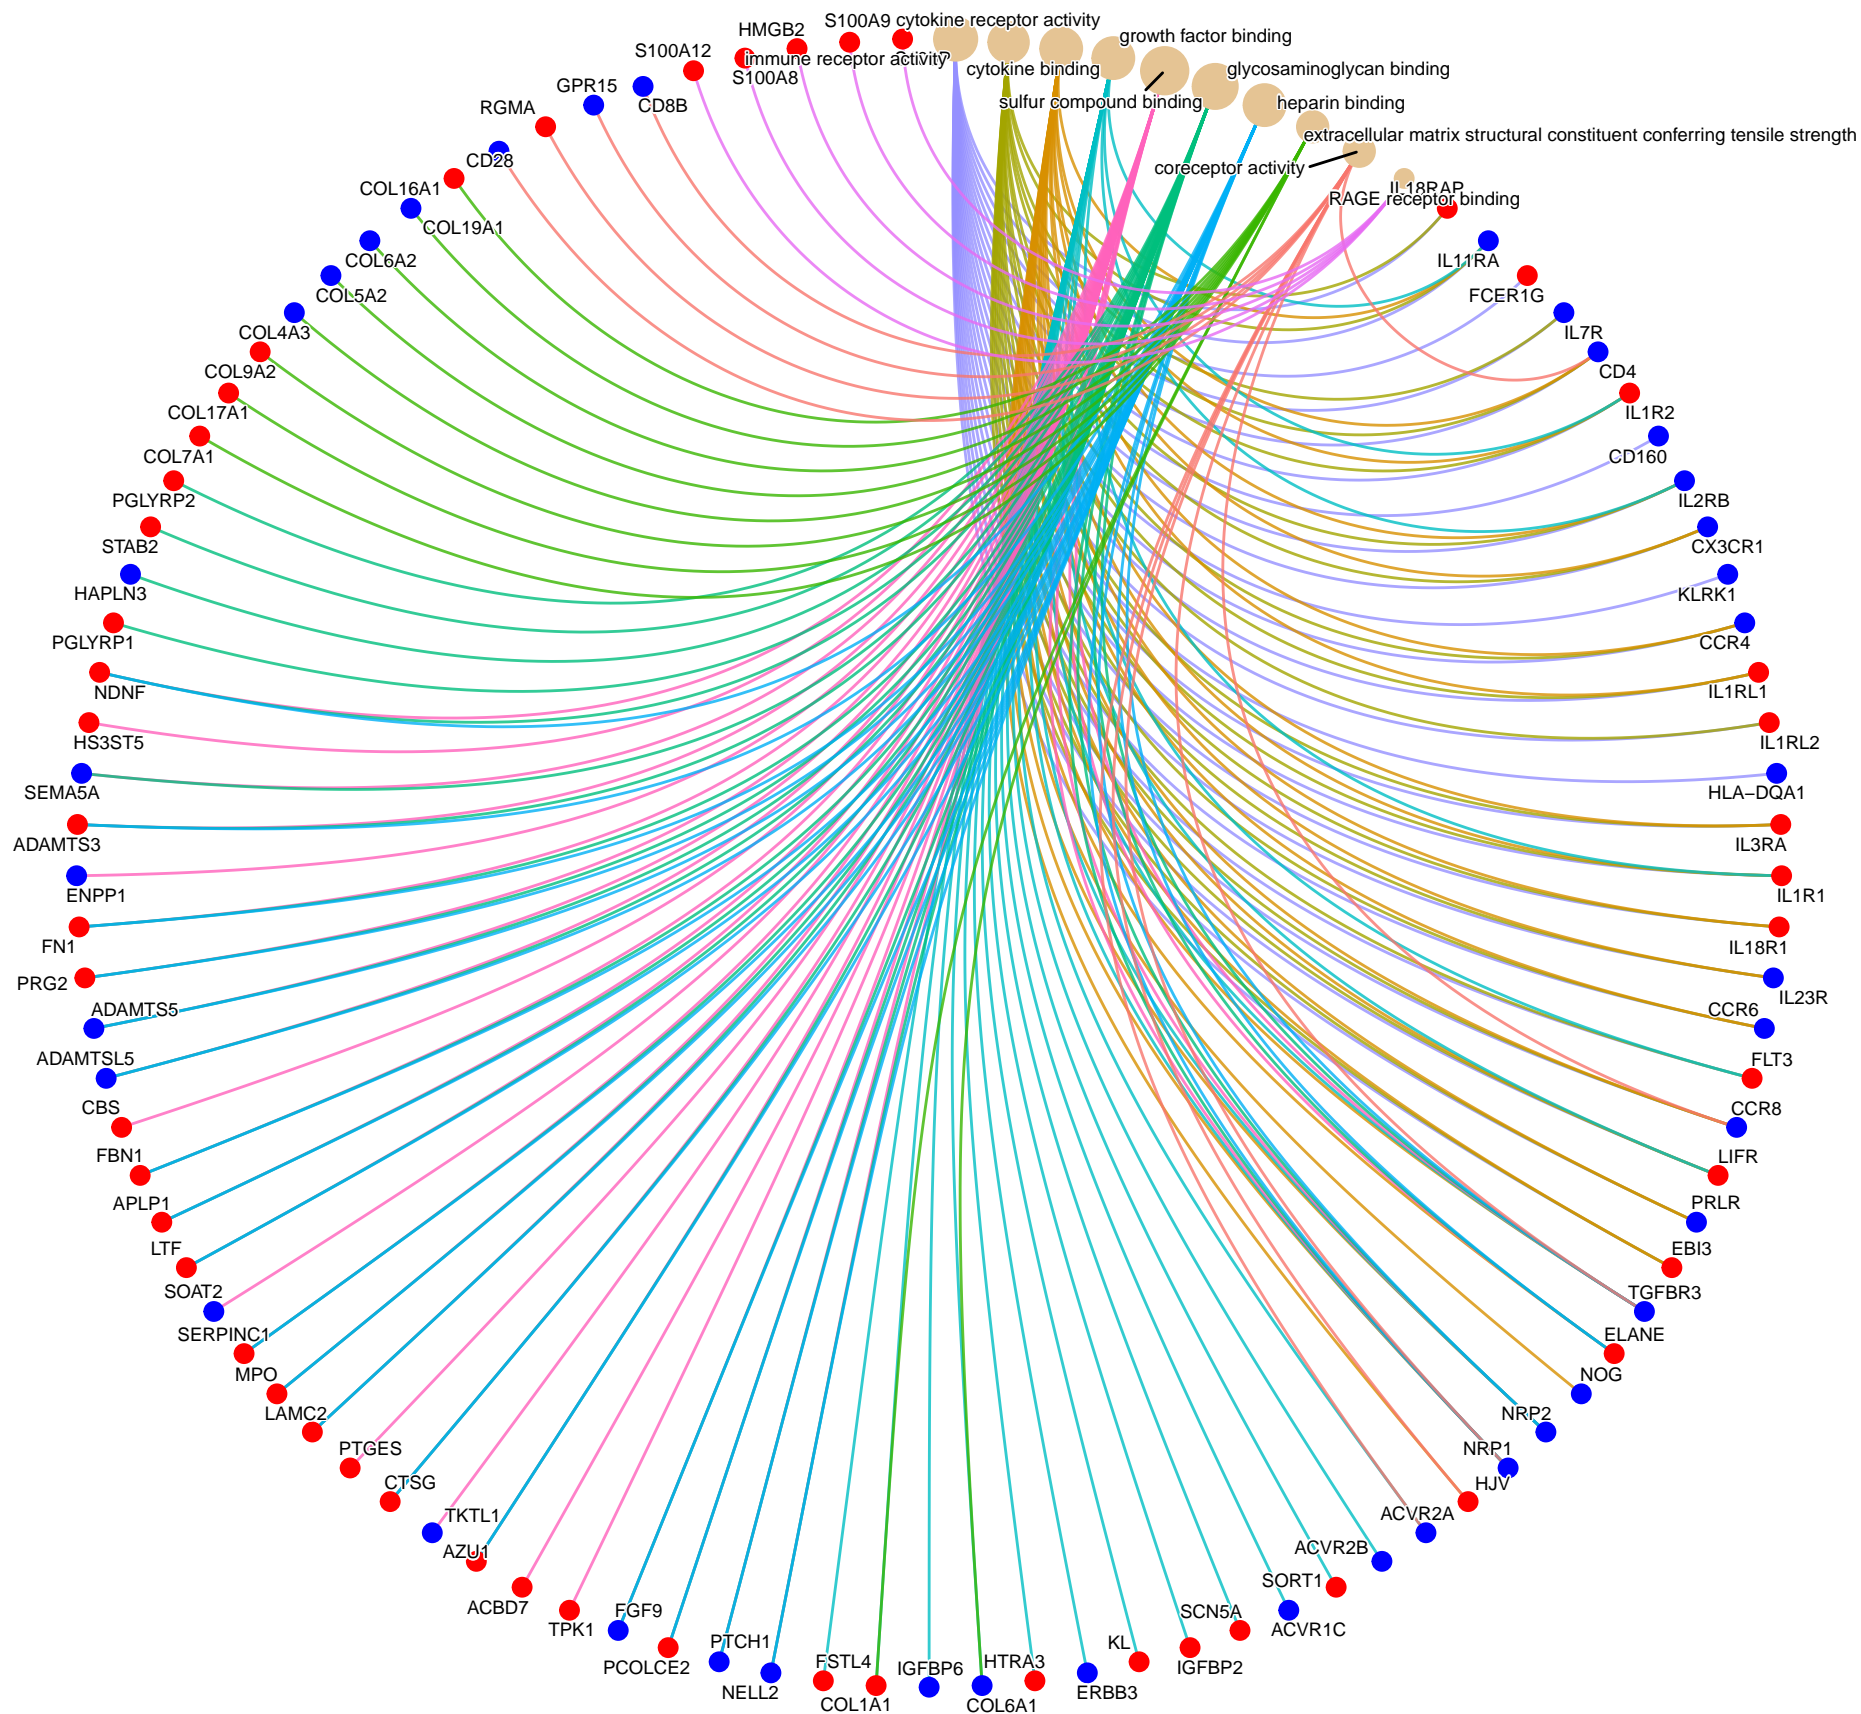 S100A9
cytokine receptor activity
HMGB2
growth factor binding
S100A12
immune receptor activity
cytokine binding
glycosaminoglycan binding
S100A8
GPR15
CD8B
sulfur compound binding
heparin binding
RGMA
extracellular matrix structural constituent conferring tensile strength
CD28
coreceptor activity
COL16A1
IL18RAP
RAGE receptor binding
COL19A1
COL6A2
IL11RA
COL5A2
FCER1G
COL4A3
IL7R
COL9A2
CD4
COL17A1
IL1R2
COL7A1
CD160
PGLYRP2
IL2RB
STAB2
CX3CR1
HAPLN3
KLRK1
PGLYRP1
CCR4
NDNF
IL1RL1
HS3ST5
IL1RL2
SEMA5A
HLA−DQA1
ADAMTS3
IL3RA
ENPP1
IL1R1
FN1
IL18R1
PRG2
IL23R
ADAMTS5
CCR6
ADAMTSL5
FLT3
CBS
CCR8
FBN1
LIFR
APLP1
PRLR
LTF
EBI3
SOAT2
TGFBR3
SERPINC1
ELANE
MPO
NOG
LAMC2
NRP2
PTGES
NRP1
CTSG
HJV
TKTL1
ACVR2A
AZU1
ACVR2B
ACBD7
SORT1
TPK1
FGF9
SCN5A
ACVR1C
PCOLCE2
PTCH1
KL
IGFBP2
NELL2
FSTL4
IGFBP6
HTRA3
ERBB3
COL1A1
COL6A1